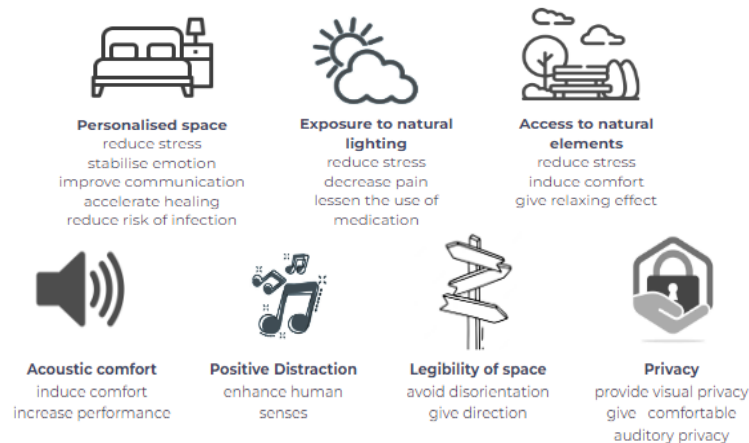 Personalised space
reduce stress
stabilise emotion
improve communication
accelerate healing
reduce risk of infection
Exposure to natural
lighting
reduce stress
decrease pain
lessen the use of
medication
Access to natural
elements
reduce stress
induce comfort
give relaxing effect
Acoustic comfort
induce comfort
increase performance
Positive Distraction
enhance human
senses
Legibility of space
avoid disorientation
give direction
Privacy
provide visual privacy
give comfortable
auditory privacy